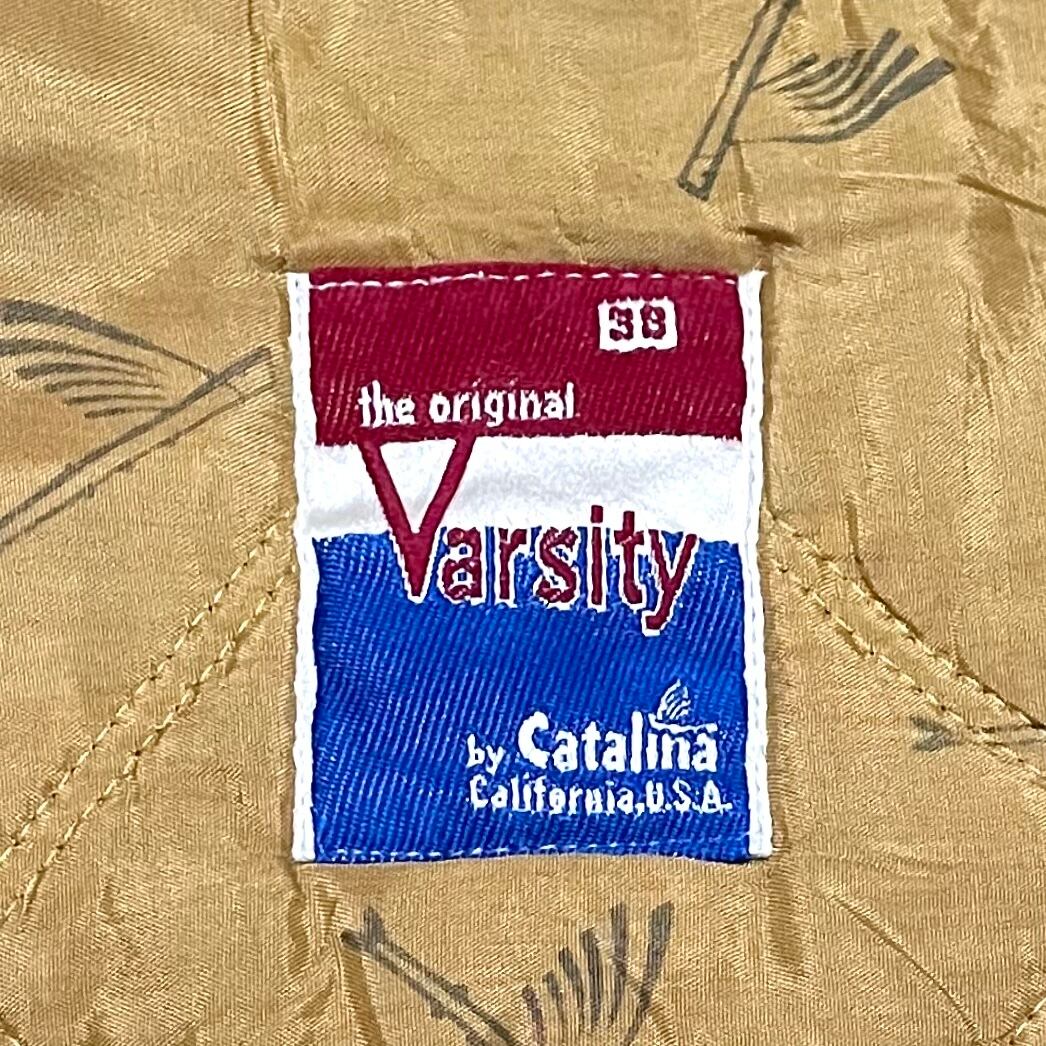 38
the original
Varsity
by Catalina
California, U.S.A.